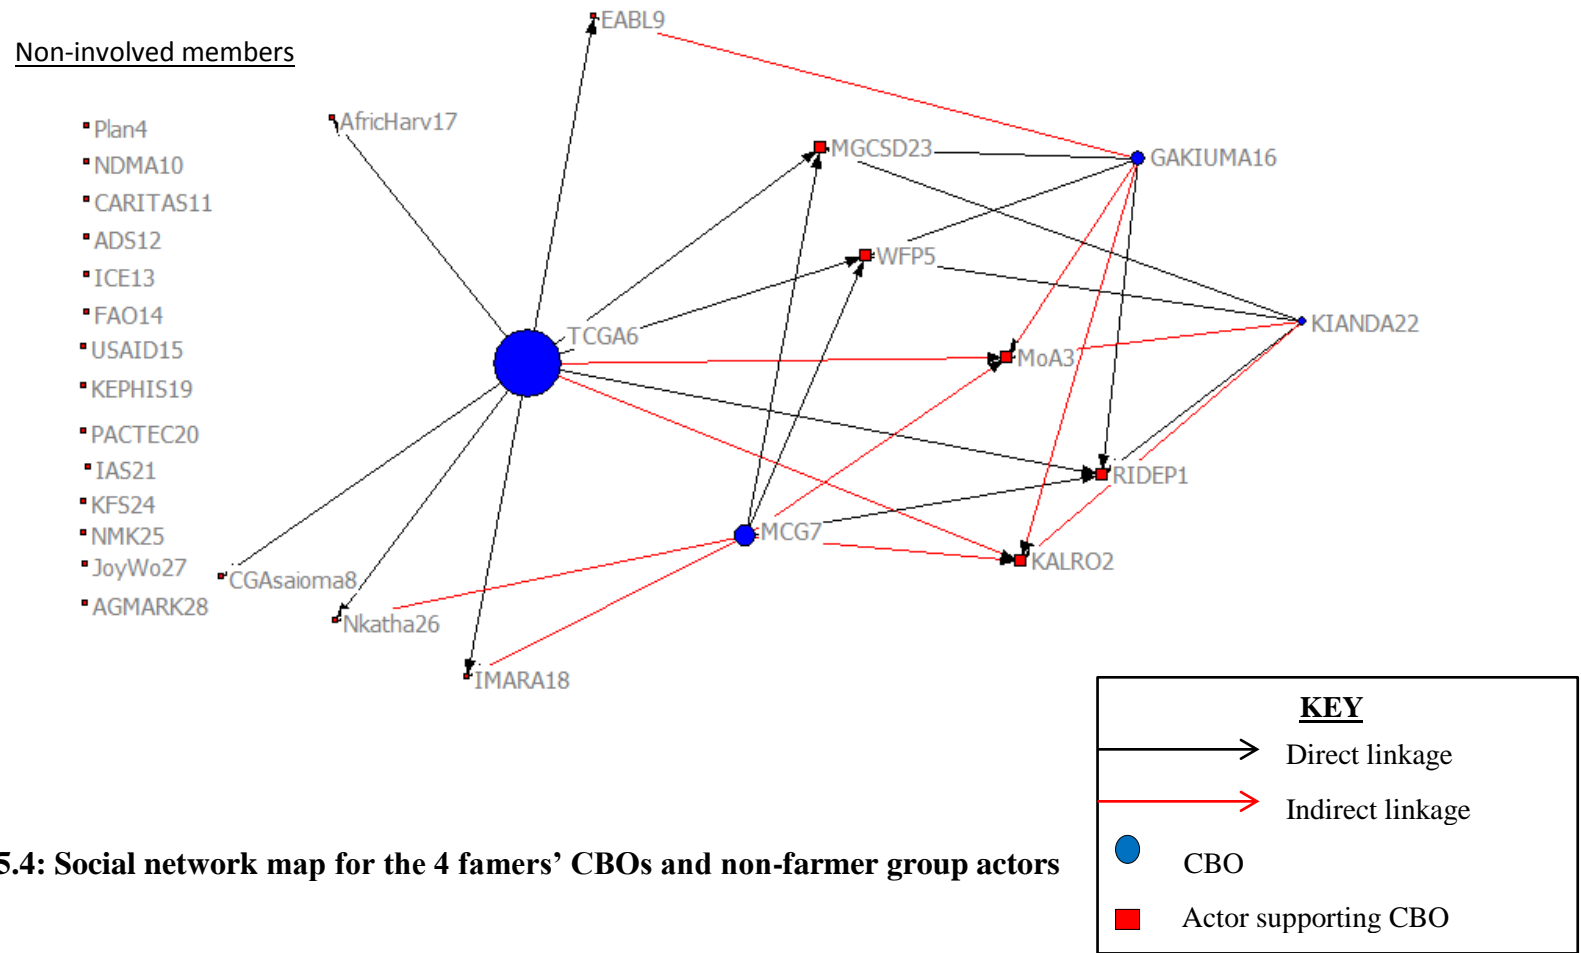 Non-involved members
Plan4
NDMA10
CARITAS11
ADS12
ICE13
FAO14
USAID15
KEPHIS19
PACTEC20
IAS21
KFS24
NMK25
JoyWo27
AGMARK28
EABL9
AfricHarv17
MGCSD23
GAKIUMA16
WFP5
KIANDA22
TCGA6
MoA3
RIDEP1
MCG7
KALRO2
CGAsaioma8
Nkatha26
IMARA18
KEY
Direct linkage
Indirect linkage
CBO
Actor supporting CBO
5.4: Social network map for the 4 famers’ CBOs and non-farmer group actors